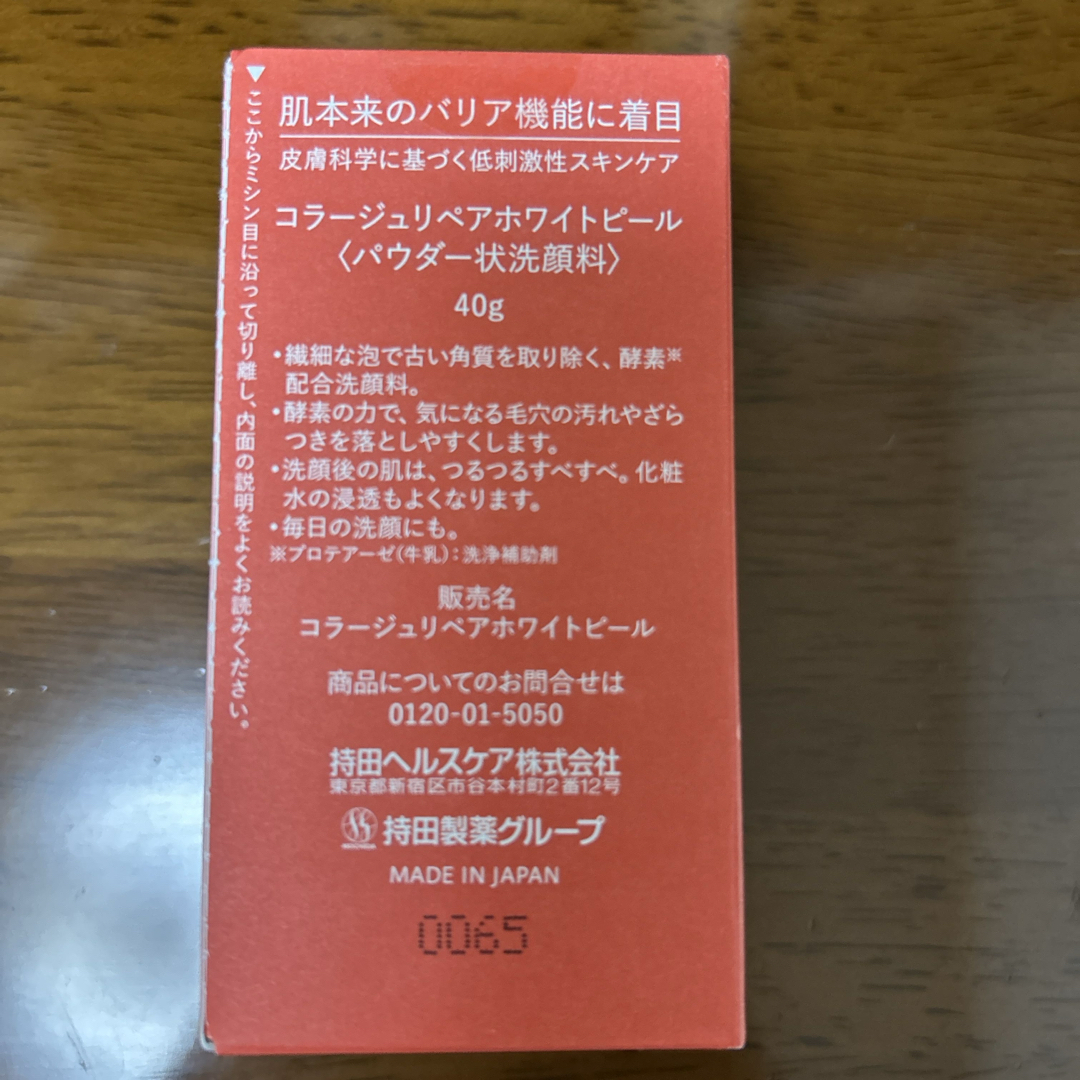 ▼ここからミシン目に沿って切り離し、内面の説明をよくお読みください。
肌本来のバリア機能に着目
皮膚科学に基づく低刺激性スキンケア
コラージュリペアホワイトピール
〈パウダー状洗顔料〉
40g
・繊細な泡で古い角質を取り除く、酵素※
配合洗顔料。
・酵素の力で、気になる毛穴の汚れやざら
つきを落としやすくします。
・洗顔後の肌は、つるつるすべすべ。化粧
水の浸透もよくなります。
・毎日の洗顔にも。
※プロテアーゼ(牛乳):洗浄補助剤
販売名
コラージュリペアホワイトピール
商品についてのお問合せは
0120-01-5050
持田ヘルスケア株式会社
東京都新宿区市谷本村町2番12号
持田製薬グループ
MADE IN JAPAN
0065